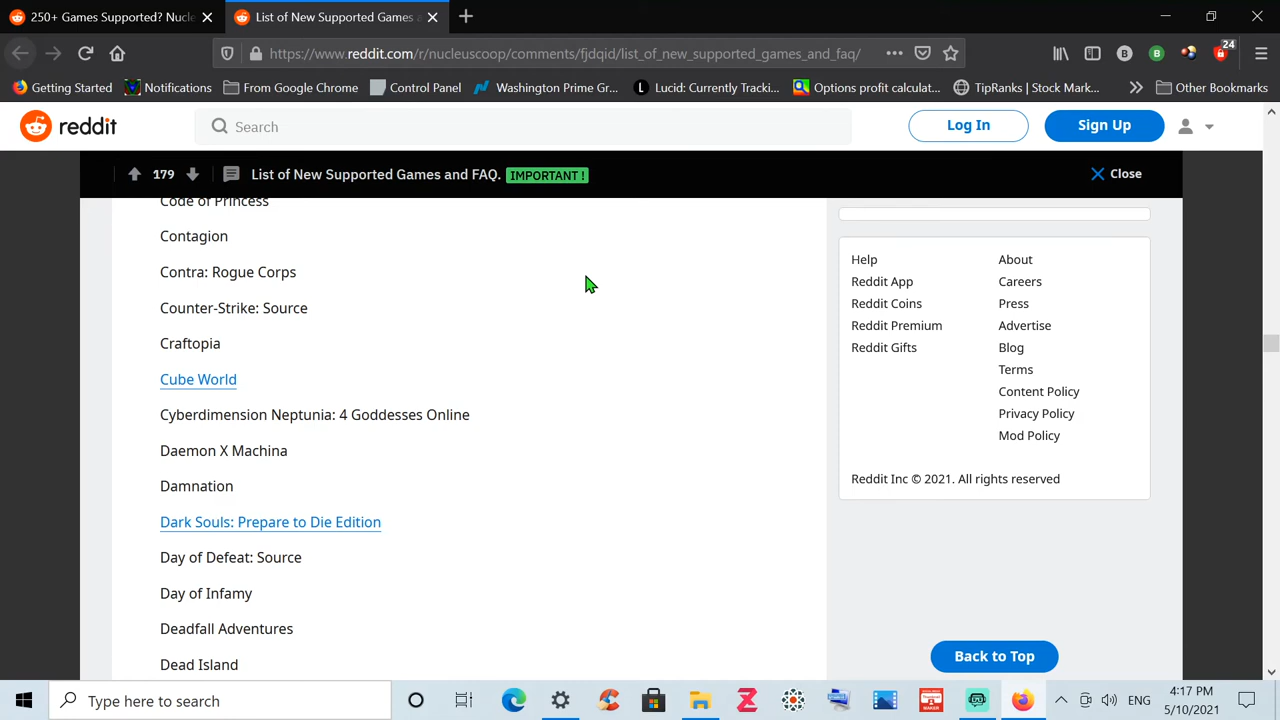 250+ Games Supported? Nucle
List of New Supported Games a
https://www.reddit.com/r/nucleuscoop/comments/fjdqid/list_of_new_supported_games_and_faq/
24
Getting Started
Notifications
From Google Chrome
Control Panel
Washington Prime Gr...
Lucid: Currently Tracki...
Options profit calculat...
TipRanks | Stock Mark...
Other Bookmarks
reddit
Search
Log In
Sign Up
179
List of New Supported Games and FAQ.
IMPORTANT !
Close
Code of Princess
Contagion
Contra: Rogue Corps
Counter-Strike: Source
Craftopia
Cube World
Cyberdimension Neptunia: 4 Goddesses Online
Daemon X Machina
Damnation
Dark Souls: Prepare to Die Edition
Day of Defeat: Source
Day of Infamy
Deadfall Adventures
Dead Island
Help
Reddit App
Reddit Coins
Reddit Premium
Reddit Gifts
About
Careers
Press
Advertise
Blog
Terms
Content Policy
Privacy Policy
Mod Policy
Reddit Inc © 2021. All rights reserved
Back to Top
Type here to search
ENG
4:17 PM
5/10/2021